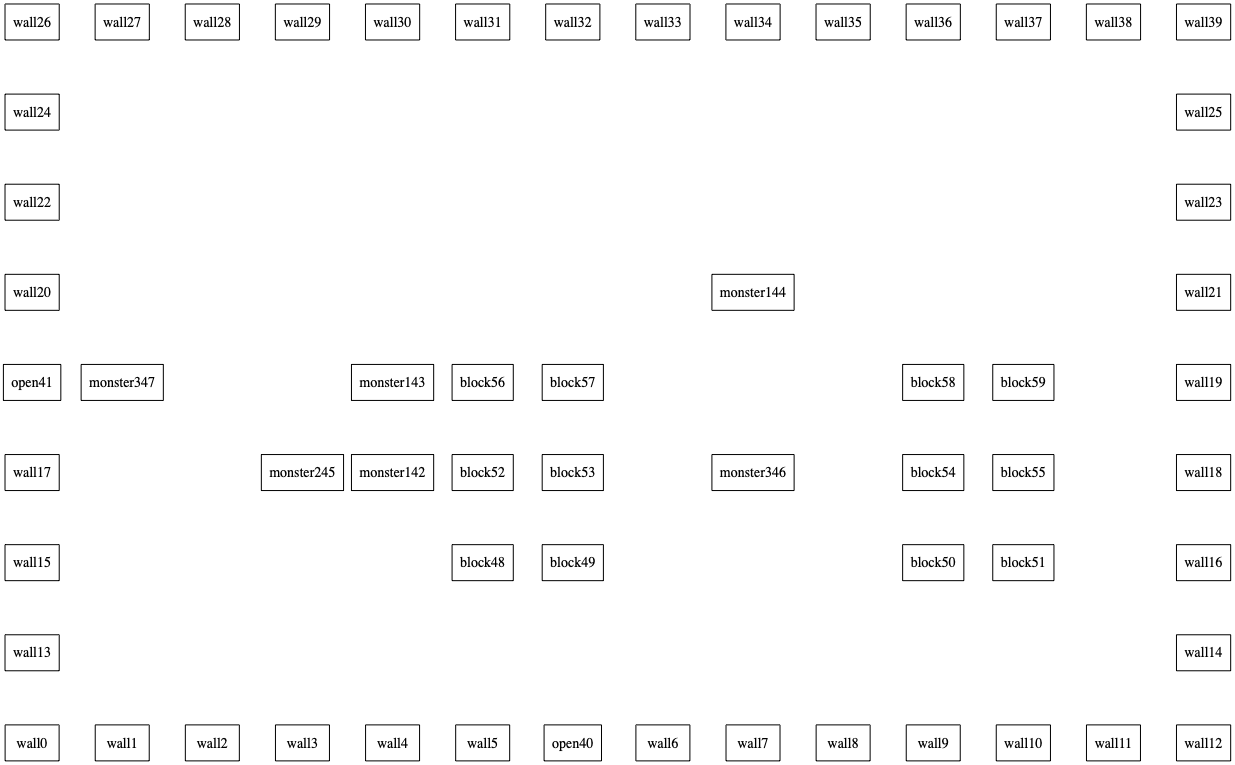 wall26 wall27 wall28 wall29 wall30 wall31 wall32 wall33 wall34 wall35 wall36 wall37 wall38 wall39
wall24 wall25
wall22 wall23
wall20 monster144 wall21
open41 monster347 monster143 block56 block57 block58 block59 wall19
wall17 monster245 monster142 block52 block53 monster346 block54 block55 wall18
wall15 block48 block49 block50 block51 wall16
wall13 wall14
wall0 wall1 wall2 wall3 wall4 wall5 open40 wall6 wall7 wall8 wall9 wall10 wall11 wall12